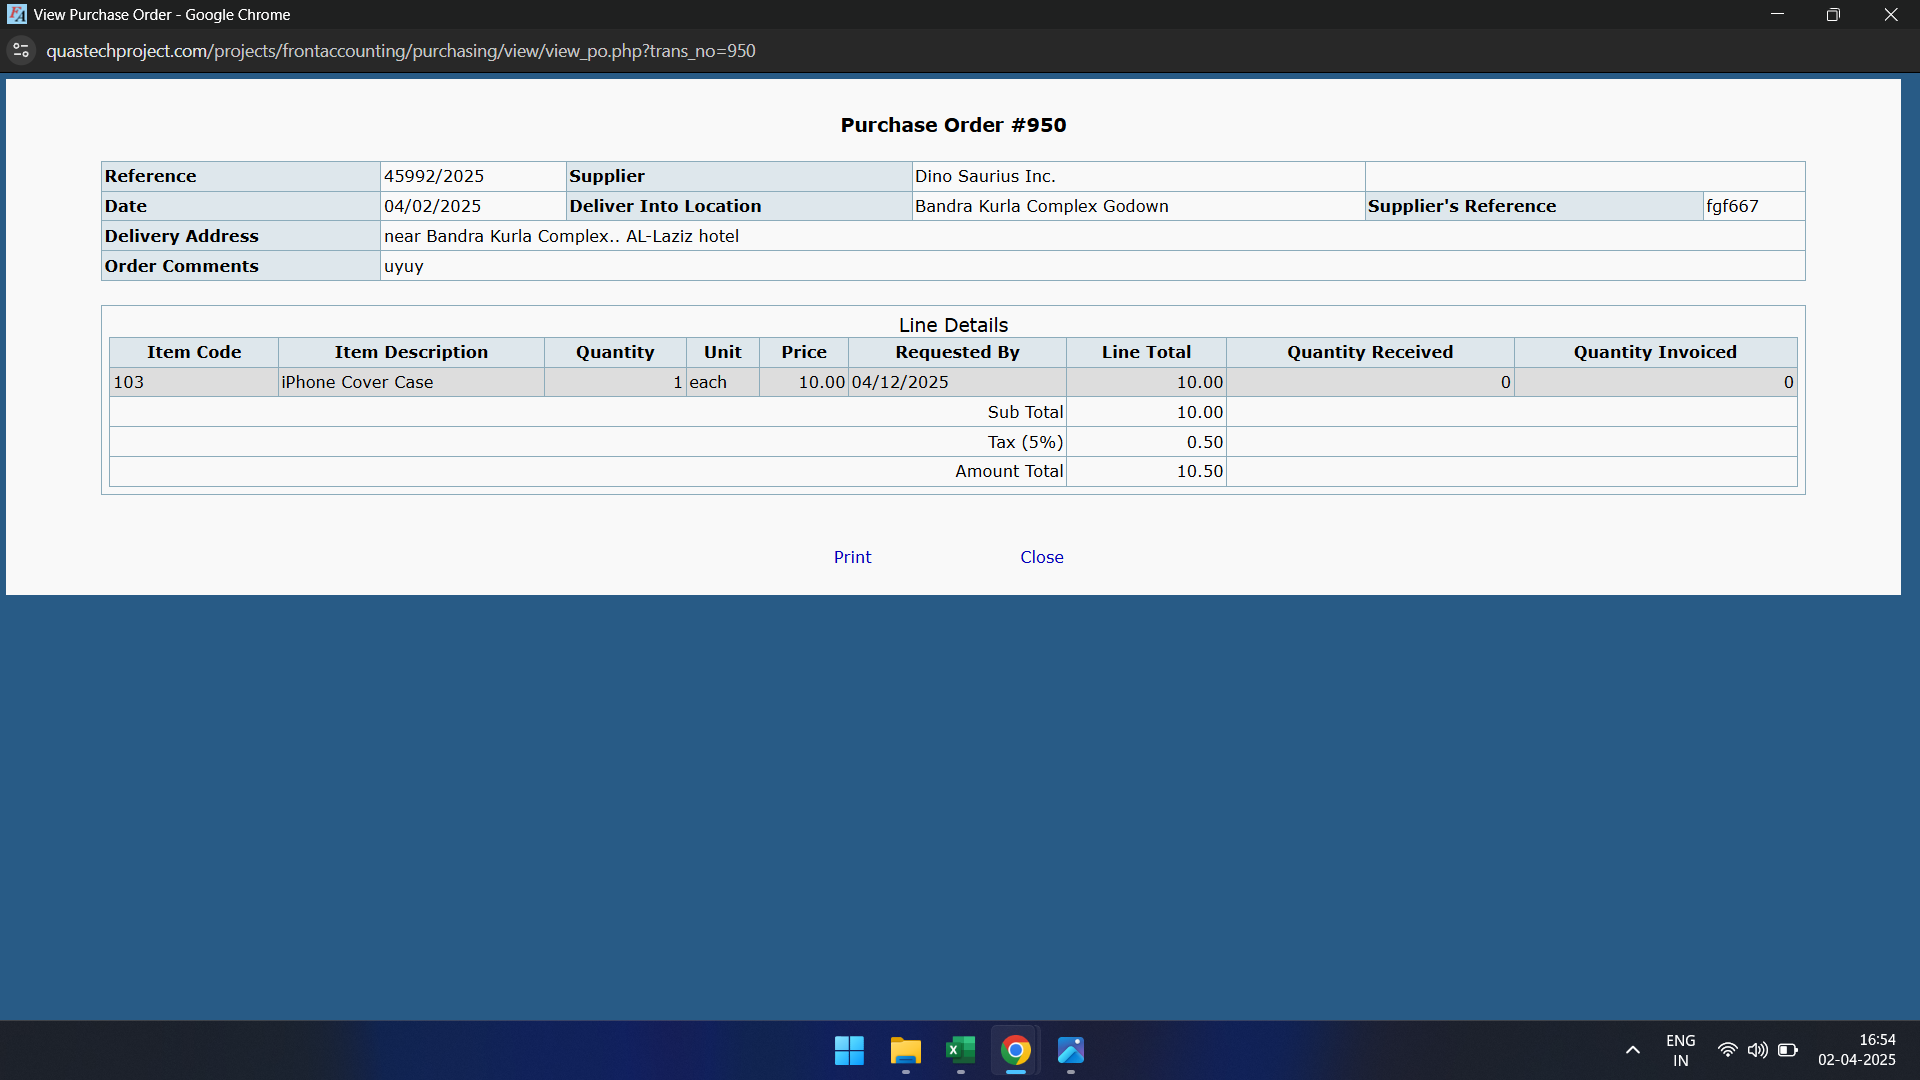 View Purchase Order - Google Chrome
quastechproject.com/projects/frontaccounting/purchasing/view/view_po.php?trans_no=950
Purchase Order #950
Reference 45992/2025 Supplier Dino Saurius Inc.
Date 04/02/2025 Deliver Into Location Bandra Kurla Complex Godown Supplier's Reference fgf667
Delivery Address near Bandra Kurla Complex.. AL-Laziz hotel
Order Comments uyuy
Line Details
Item Code Item Description Quantity Unit Price Requested By Line Total Quantity Received Quantity Invoiced
103 iPhone Cover Case 1 each 10.00 04/12/2025 10.00 0 0
Sub Total 10.00
Tax (5%) 0.50
Amount Total 10.50
Print Close
ENG 16:54
IN 02-04-2025